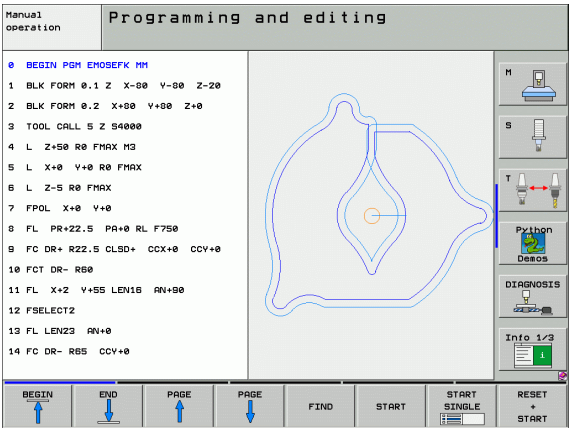 Manual
operation
Programming and editing
0 BEGIN PGM EMOSEFK MM
1 BLK FORM 0.1 Z X-80 Y-80 Z-20
2 BLK FORM 0.2 X+80 Y+80 Z+0
3 TOOL CALL 5 Z S4000
4 L Z+50 R0 FMAX M3
5 L X+0 Y+0 R0 FMAX
6 L Z-5 R0 FMAX
7 FPOL X+0 Y+0
8 FL PR+22.5 PA+0 RL F750
9 FC DR+ R22.5 CLSD+ CCX+0 CCY+0
10 FCT DR- R60
11 FL X+2 Y+55 LEN16 AN+90
12 FSELECT2
13 FL LEN23 AN+0
14 FC DR- R65 CCY+0
M
S
T
Python
Demos
DIAGNOSIS
Info 1/3
i
BEGIN
END
PAGE
PAGE
FIND
START
START
SINGLE
RESET
+
START